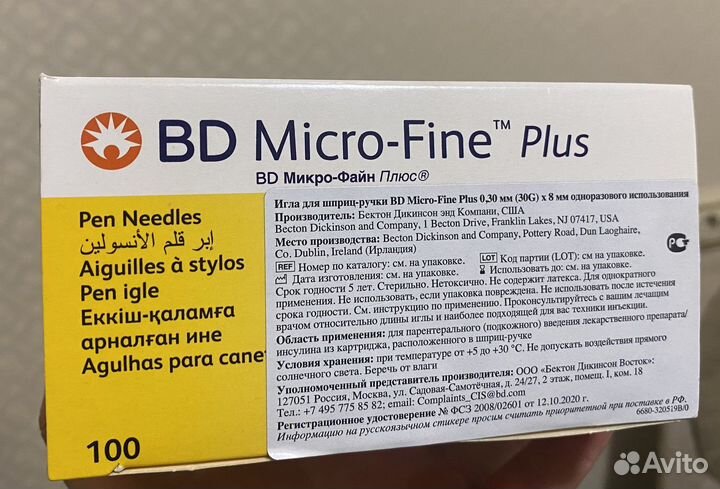 BD Micro-Fine™ Plus
BD Микро-Файн Плюс®
Pen Needles
إبر قلم الأنسولين
Aiguilles à stylos
Pen igle
Еккіш-қаламға
арналған ине
Agulhas para canet
100
Игла для шприц-ручки BD Micro-Fine Plus 0,30 мм (30G) x 8 мм одноразового использования
Производитель: Бектон Дикинсон энд Компани, США
Becton Dickinson and Company, 1 Becton Drive, Franklin Lakes, NJ 07417, USA
Место производства: Becton Dickinson and Company, Pottery Road, Dun Laoghaire,
Co. Dublin, Ireland (Ирландия)
REF Номер по каталогу: см. на упаковке. LOT Код партии (LOT): см. на упаковке.
Дата изготовления: см. на упаковке. Использовать до: см. на упаковке.
Срок годности 5 лет. Стерильно. Нетоксично. Не содержит латекса. Для однократного
применения. Не использовать, если упаковка повреждена. Не использовать после истечения
срока годности. См. инструкцию по применению. Проконсультируйтесь с вашим лечащим
врачом относительно длины иглы и наиболее подходящей для вас техники инъекции.
Область применения: для парентерального (подкожного) введения лекарственного препарата/
инсулина из картриджа, расположенного в шприц-ручке
Условия хранения: при температуре от +5 до +30 °C. Не допускать воздействия прямого
солнечного света. Беречь от влаги
Уполномоченный представитель производителя: ООО «Бектон Дикинсон Восток»:
127051 Россия, Москва, ул. Садовая-Самотёчная, д. 24/27, 2 этаж, помещ. I, ком. 18
Тел.: +7 495 775 85 82; email: Complaints_CIS@bd.com
Регистрационное удостоверение № ФСЗ 2008/02601 от 12.10.2020 г.
Информацию на русскоязычном стикере просим считать приоритетной при поставке в РФ.
6680-320519B/0
Avito